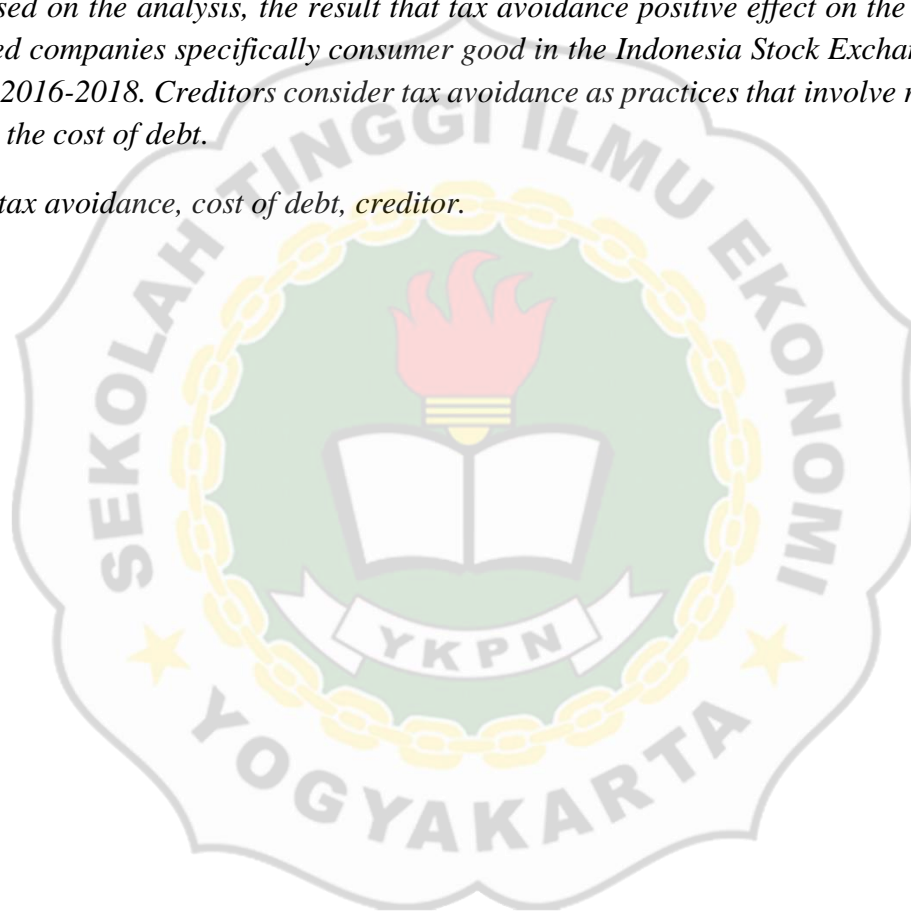 sed on the analysis, the result that tax avoidance positive effect on the
ed companies specifically consumer good in the Indonesia Stock Exchan
2016-2018. Creditors consider tax avoidance as practices that involve
the cost of debt.
tax avoidance, cost of debt, creditor.
SEKOLAH TINGGI ILMU EKONOMI
YKPN
YOGYAKARTA